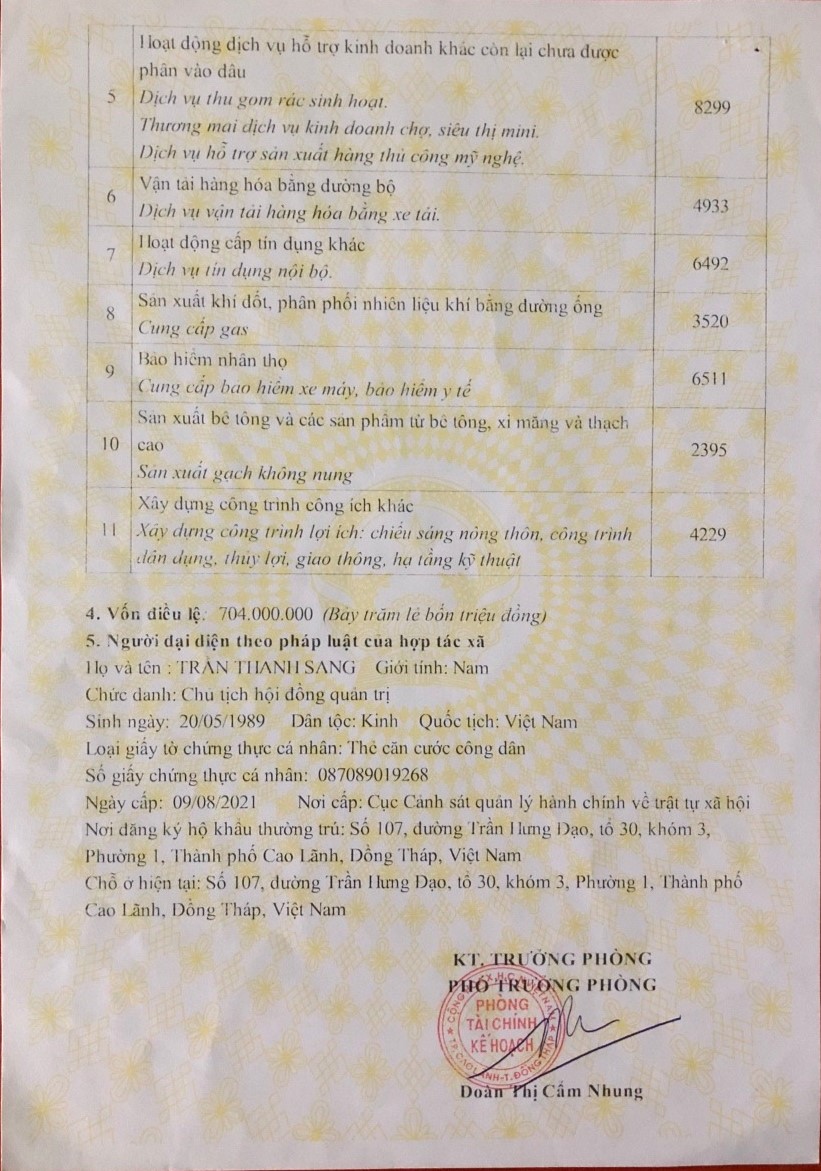 Hoạt động dịch vụ hỗ trợ kinh doanh khác còn lại chưa được
phân vào đâu
5 Dịch vụ thu gom rác sinh hoạt. 8299
Thương mại dịch vụ kinh doanh chợ, siêu thị mini.
Dịch vụ hỗ trợ sản xuất hàng thủ công mỹ nghệ.
6 Vận tải hàng hóa bằng đường bộ 4933
Dịch vụ vận tải hàng hóa bằng xe tải.
7 Hoạt động cấp tín dụng khác 6492
Dịch vụ tín dụng nội bộ.
8 Sản xuất khí đốt, phân phối nhiên liệu khí bằng đường ống 3520
Cung cấp gas
9 Bảo hiểm nhân thọ 6511
Cung cấp bảo hiểm xe máy, bảo hiểm y tế
Sản xuất bê tông và các sản phẩm từ bê tông, xi măng và thạch
10 cao 2395
Sản xuất gạch không nung
Xây dựng công trình công ích khác
11 Xây dựng công trình lợi ích: chiếu sáng nông thôn, công trình 4229
dân dụng, thủy lợi, giao thông, hạ tầng kỹ thuật
4. Vốn điều lệ: 704.000.000 (Bảy trăm lẻ bốn triệu đồng)
5. Người đại diện theo pháp luật của hợp tác xã
Họ và tên : TRẦN THANH SANG Giới tính: Nam
Chức danh: Chủ tịch hội đồng quản trị
Sinh ngày: 20/05/1989 Dân tộc: Kinh Quốc tịch: Việt Nam
Loại giấy tờ chứng thực cá nhân: Thẻ căn cước công dân
Số giấy chứng thực cá nhân: 087089019268
Ngày cấp: 09/08/2021 Nơi cấp: Cục Cảnh sát quản lý hành chính về trật tự xã hội
Nơi đăng ký hộ khẩu thường trú: Số 107, đường Trần Hưng Đạo, tổ 30, khóm 3,
Phường 1, Thành phố Cao Lãnh, Đồng Tháp, Việt Nam
Chỗ ở hiện tại: Số 107, đường Trần Hưng Đạo, tổ 30, khóm 3, Phường 1, Thành phố
Cao Lãnh, Đồng Tháp, Việt Nam
KT. TRƯỞNG PHÒNG
PHÓ TRƯỞNG PHÒNG
PHÒNG
TÀI CHÍNH
KẾ HOẠCH
TP.CAO LÃNH-T.ĐỒNG THÁP
Đoàn Thị Cẩm Nhung